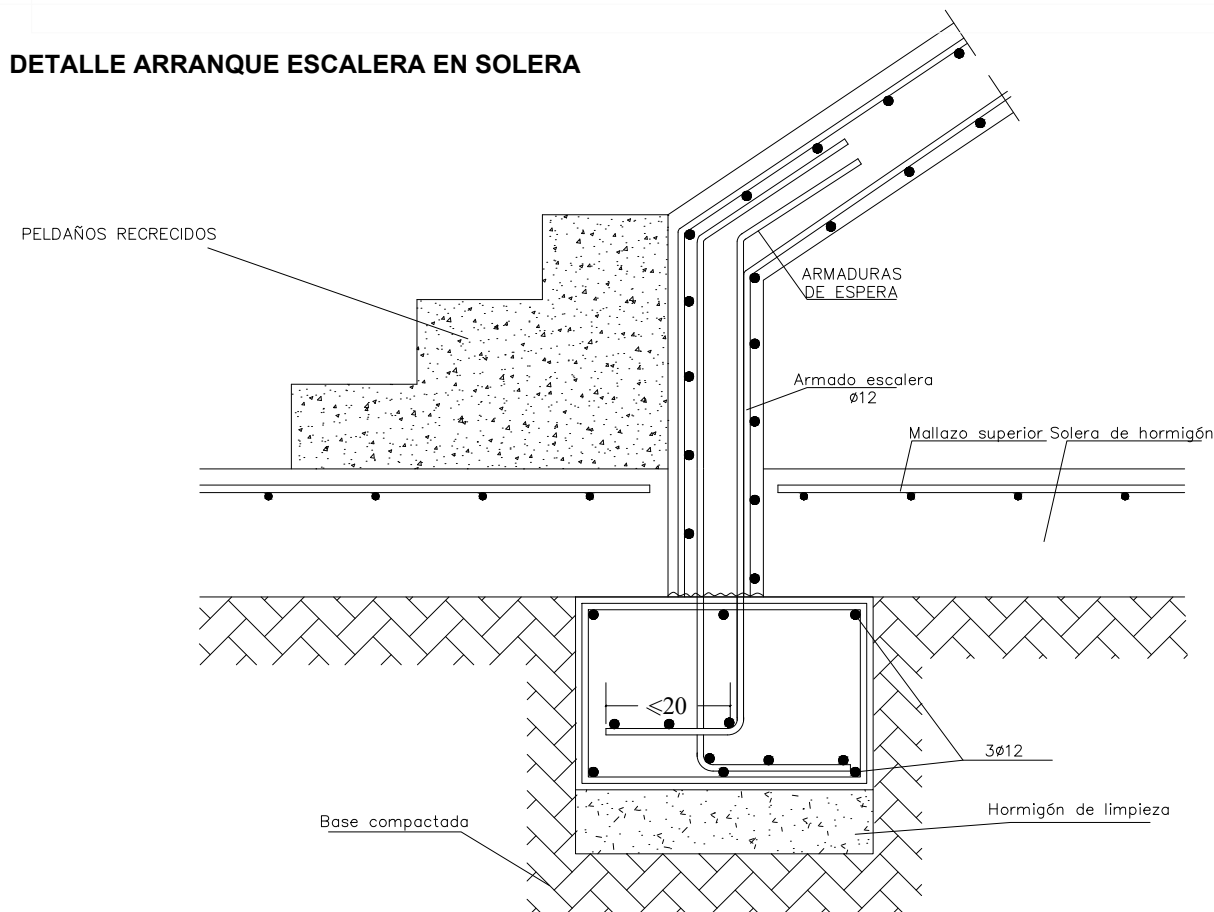 DETALLE ARRANQUE ESCALERA EN SOLERA
PELDAÑOS RECRECIDOS
ARMADURAS
DE ESPERA
Armado escalera
ø12
Mallazo superior
Solera de hormigón
≤20
3ø12
Hormigón de limpieza
Base compactada